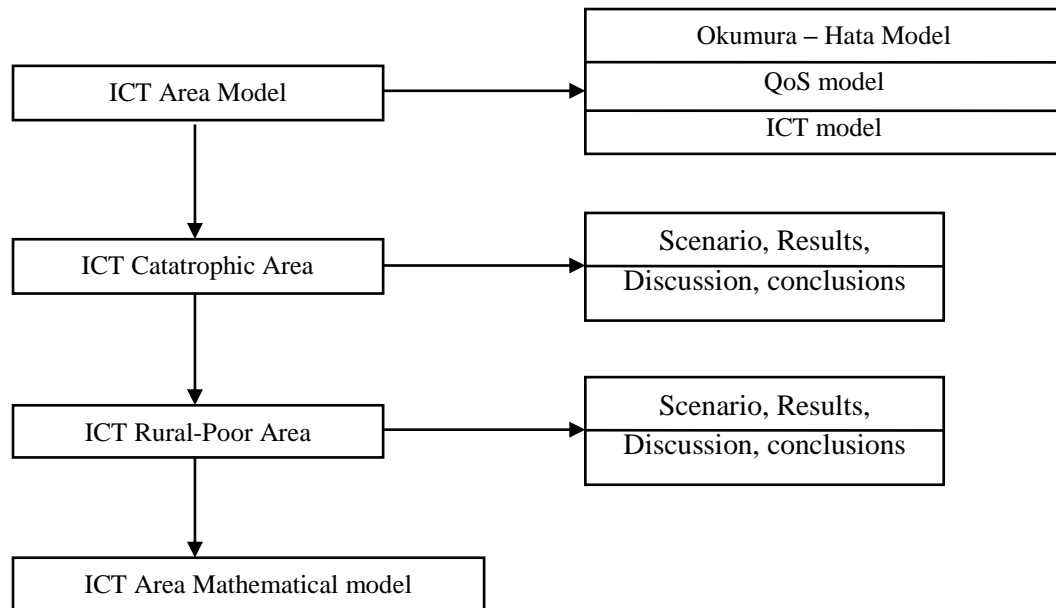 Okumura – Hata Model
ICT Area Model
QoS model
ICT model
ICT Catatrophic Area
Scenario, Results,
Discussion, conclusions
ICT Rural-Poor Area
Scenario, Results,
Discussion, conclusions
ICT Area Mathematical model